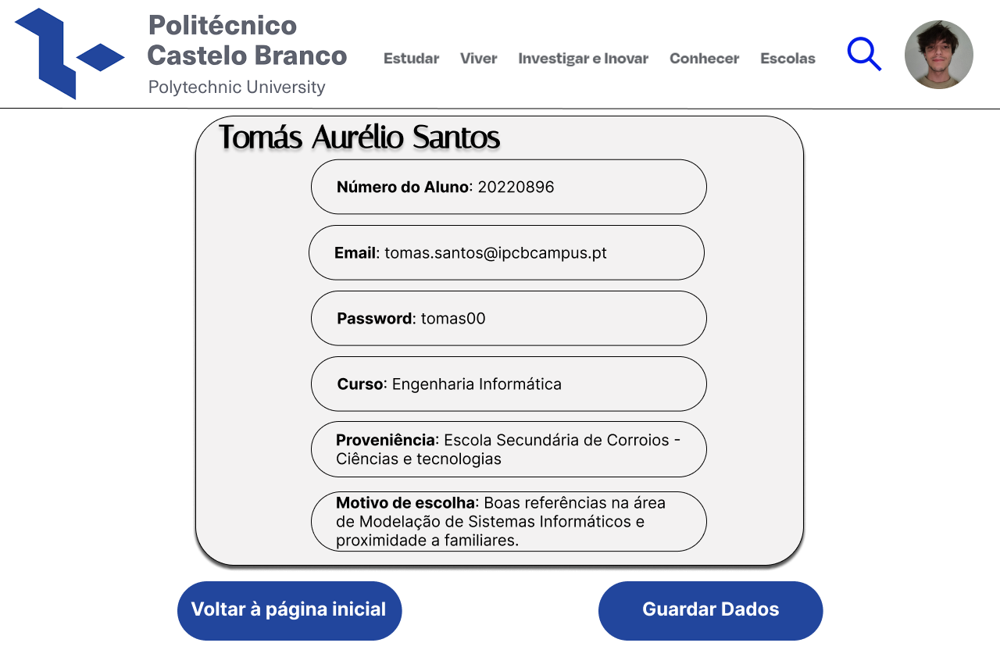 Politécnico
Castelo Branco
Polytechnic University
Estudar Viver Investigar e Inovar Conhecer Escolas
Tomás Aurélio Santos
Número do Aluno: 20220896
Email: tomas.santos@ipcbcampus.pt
Password: tomas00
Curso: Engenharia Informática
Proveniência: Escola Secundária de Corroios -
Ciências e tecnologias
Motivo de escolha: Boas referências na área
de Modelação de Sistemas Informáticos e
proximidade a familiares.
Voltar à página inicial Guardar Dados